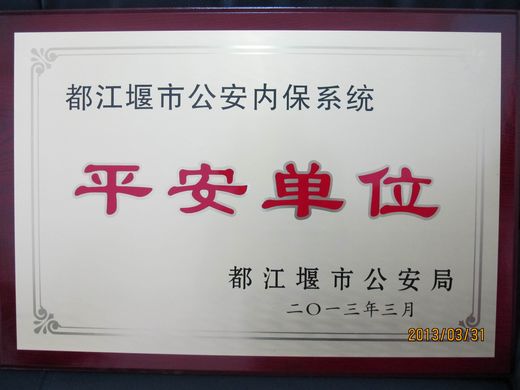 都江堰市公安内保系统
平安单位
都江堰市公安局
二〇一三年三月
2013/03/31